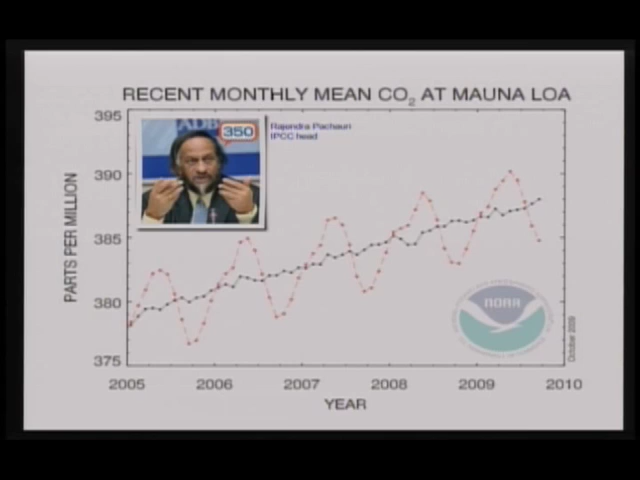 RECENT MONTHLY MEAN CO₂ AT MAUNA LOA
395
390
385
380
375
PARTS PER MILLION
ADB
350
Rajendra Pachauri
IPCC head
NOAA
October 2009
2005
2006
2007
2008
2009
2010
YEAR